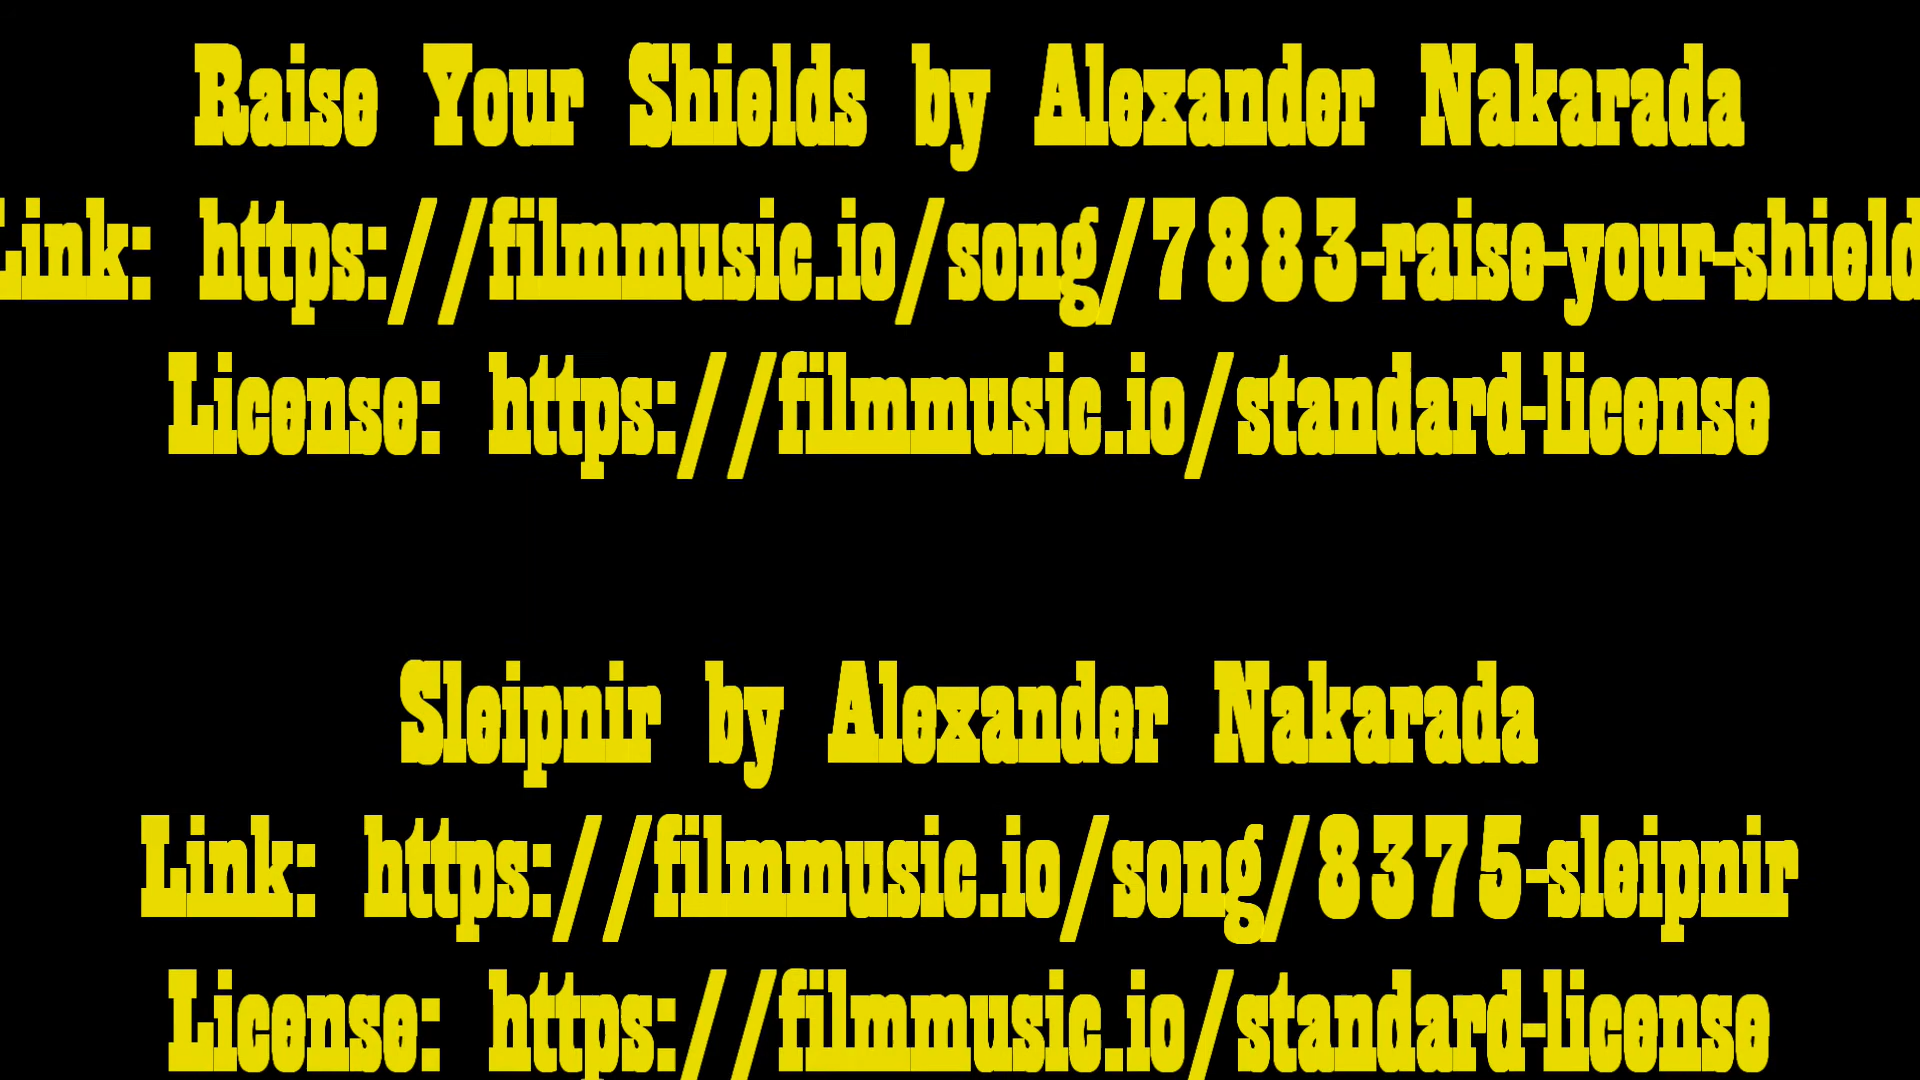 Raise Your Shields by Alexander Nakarada
Link: https://filmmusic.io/song/7883-raise-your-shield
License: https://filmmusic.io/standard-license
Sleipnir by Alexander Nakarada
Link: https://filmmusic.io/song/8375-sleipnir
License: https://filmmusic.io/standard-license